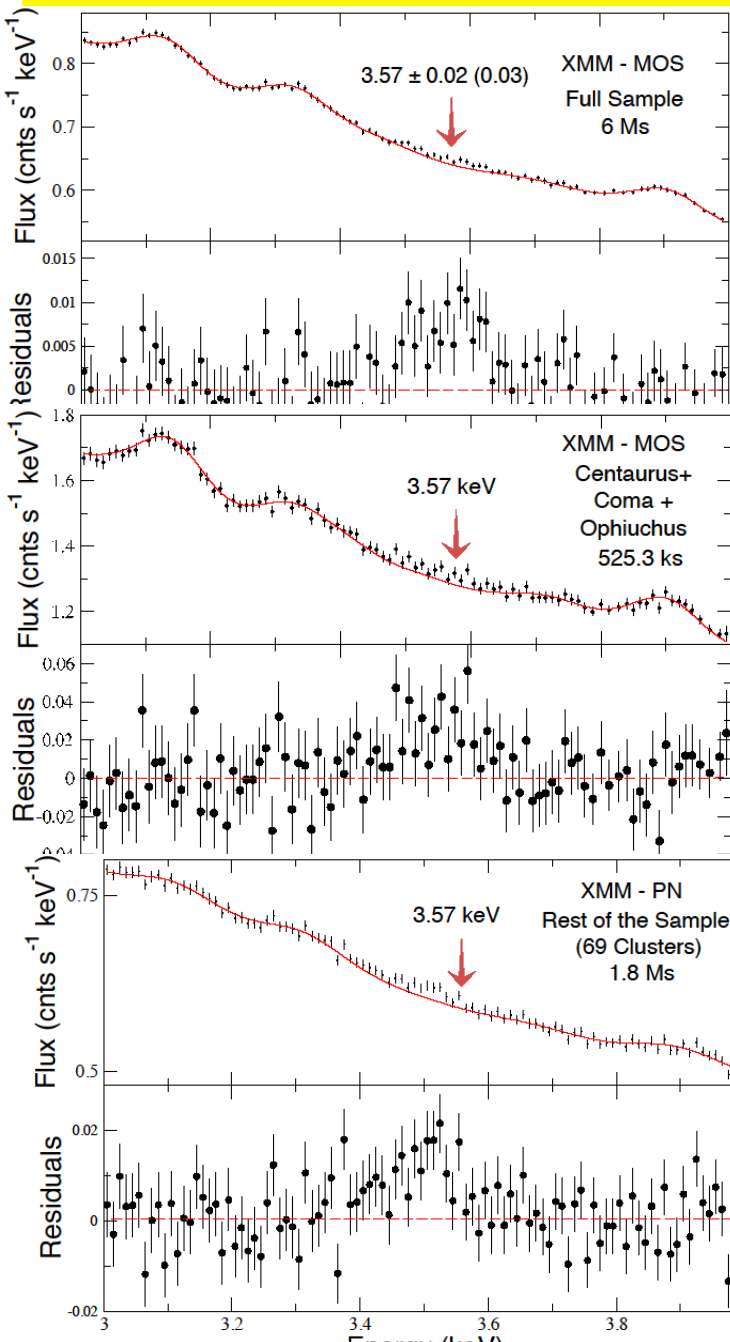 XMM - MOS
Full Sample
6 Ms
3.57 ± 0.02 (0.03)
0.8
0.7
0.6
Flux (cnts s⁻¹ keV⁻¹)
0.015
0.01
0.005
0
Residuals
XMM - MOS
Centaurus+
Coma +
Ophiuchus
525.3 ks
3.57 keV
1.8
1.6
1.4
1.2
Flux (cnts s⁻¹ keV⁻¹)
0.06
0.04
0.02
0
-0.02
0.04
Residuals
XMM - PN
Rest of the Sample
(69 Clusters)
1.8 Ms
3.57 keV
0.75
0.5
Flux (cnts s⁻¹ keV⁻¹)
0.02
0
-0.02
Residuals
3 3.2 3.4 3.6 3.8
Energy (keV)